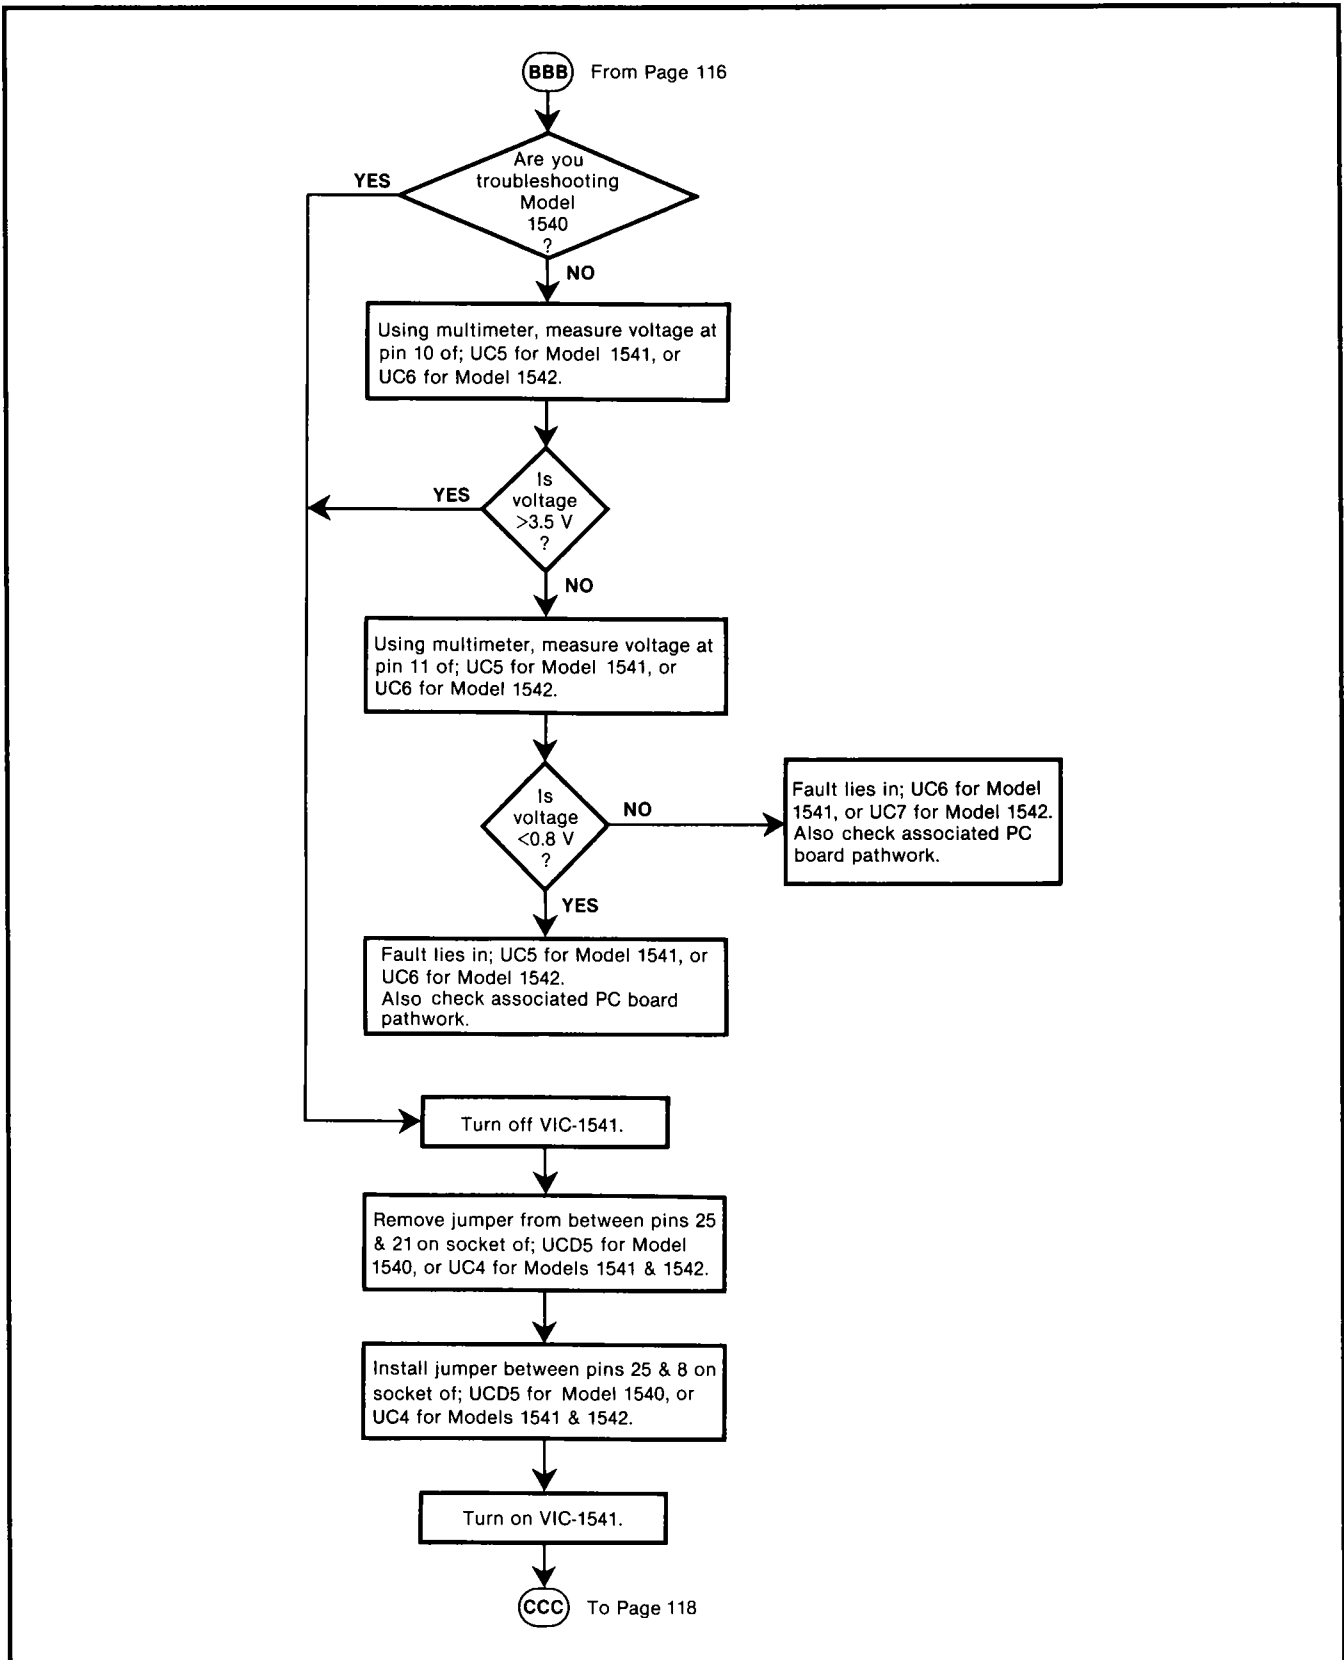 BBB From Page 116
Are you
troubleshooting
Model
1540
?
YES
NO
Using multimeter, measure voltage at
pin 10 of; UC5 for Model 1541, or
UC6 for Model 1542.
Is
voltage
>3.5 V
?
YES
NO
Using multimeter, measure voltage at
pin 11 of; UC5 for Model 1541, or
UC6 for Model 1542.
Is
voltage
<0.8 V
?
NO
Fault lies in; UC6 for Model
1541, or UC7 for Model 1542.
Also check associated PC
board pathwork.
YES
Fault lies in; UC5 for Model 1541, or
UC6 for Model 1542.
Also check associated PC board
pathwork.
Turn off VIC-1541.
Remove jumper from between pins 25
& 21 on socket of; UCD5 for Model
1540, or UC4 for Models 1541 & 1542.
Install jumper between pins 25 & 8 on
socket of; UCD5 for Model 1540, or
UC4 for Models 1541 & 1542.
Turn on VIC-1541.
CCC To Page 118